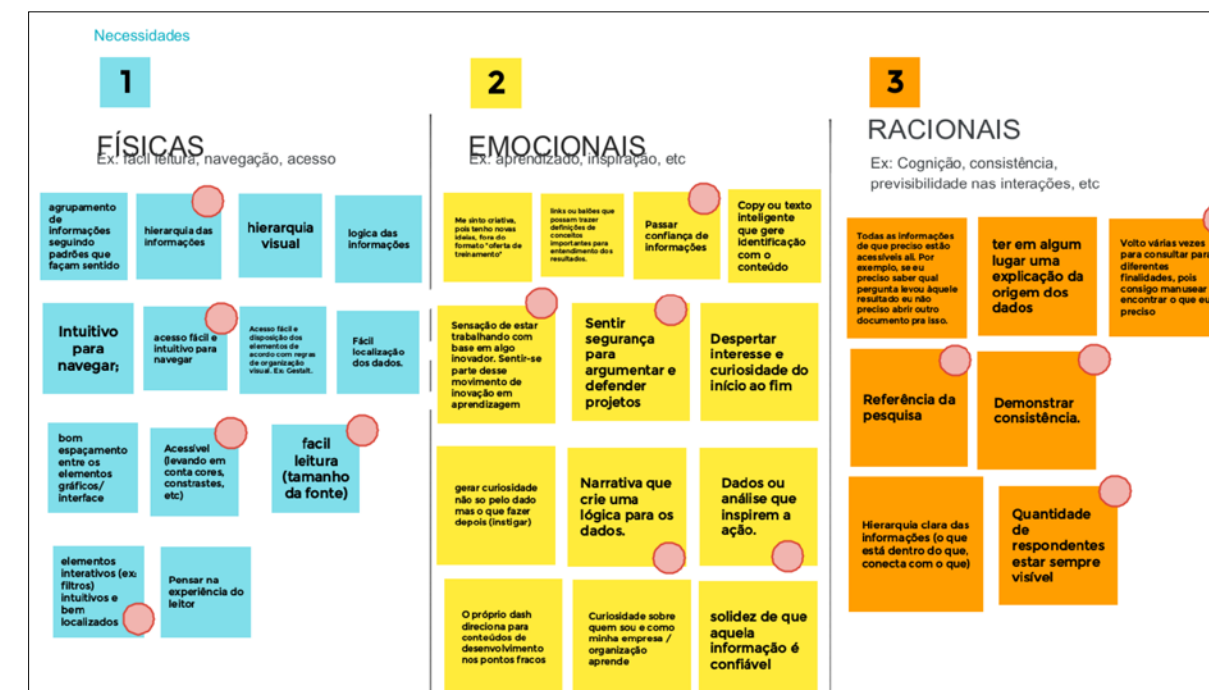 Necessidades
1
FÍSICAS
Ex: fácil leitura, navegação, acesso
agrupamento
de
informações
seguindo
padrões que
façam sentido
hierarquia das
informações
hierarquia
visual
logica das
informações
Intuitivo
para
navegar;
acesso fácil e
intuitivo para
navegar
Acesso fácil e
disposição dos
elementos de
acordo com regras
de organização
visual. Ex: Gestalt.
Fácil
localização
dos dados.
bom
espaçamento
entre os
elementos
gráficos/
interface
Acessível
(levando em
conta cores,
constrastes,
etc)
facil
leitura
(tamanho
da fonte)
elementos
interativos (ex:
filtros)
intuitivos e
bem
localizados
Pensar na
experiência do
leitor
2
EMOCIONAIS
Ex: aprendizado, inspiração, etc
Me sinto criativa,
pois tenho novas
ideias, fora do
formato "oferta de
treinamento"
links ou balões que
possam trazer
definições de
conceitos
importantes para
entendimento dos
resultados.
Passar
confiança de
informações
Copy ou texto
inteligente
que gere
identificação
com o
conteúdo
Sensação de estar
trabalhando com
base em algo
inovador. Sentir-se
parte desse
movimento de
inovação em
aprendizagem
Sentir
segurança
para
argumentar e
defender
projetos
Despertar
interesse e
curiosidade do
início ao fim
gerar curiosidade
não so pelo dado
mas o que fazer
depois (instigar)
Narrativa que
crie uma
lógica para os
dados.
Dados ou
análise que
inspirem a
ação.
O próprio dash
direciona para
conteúdos de
desenvolvimento
nos pontos fracos
Curiosidade sobre
quem sou e como
minha empresa /
organização
aprende
solidez de que
aquela
informação é
confiável
3
RACIONAIS
Ex: Cognição, consistência,
previsibilidade nas interações, etc
Todas as informações
de que preciso estão
acessíveis ali. Por
exemplo, se eu
preciso saber qual
pergunta levou àquele
resultado eu não
preciso abrir outro
documento pra isso.
ter em algum
lugar uma
explicação da
origem dos
dados
Volto várias vezes
para consultar para
diferentes
finalidades, pois
consigo manusear
encontrar o que eu
preciso
Referência da
pesquisa
Demonstrar
consistência.
Hierarquia clara das
informações (o que
está dentro do que,
conecta com o que)
Quantidade
de
respondentes
estar sempre
visível